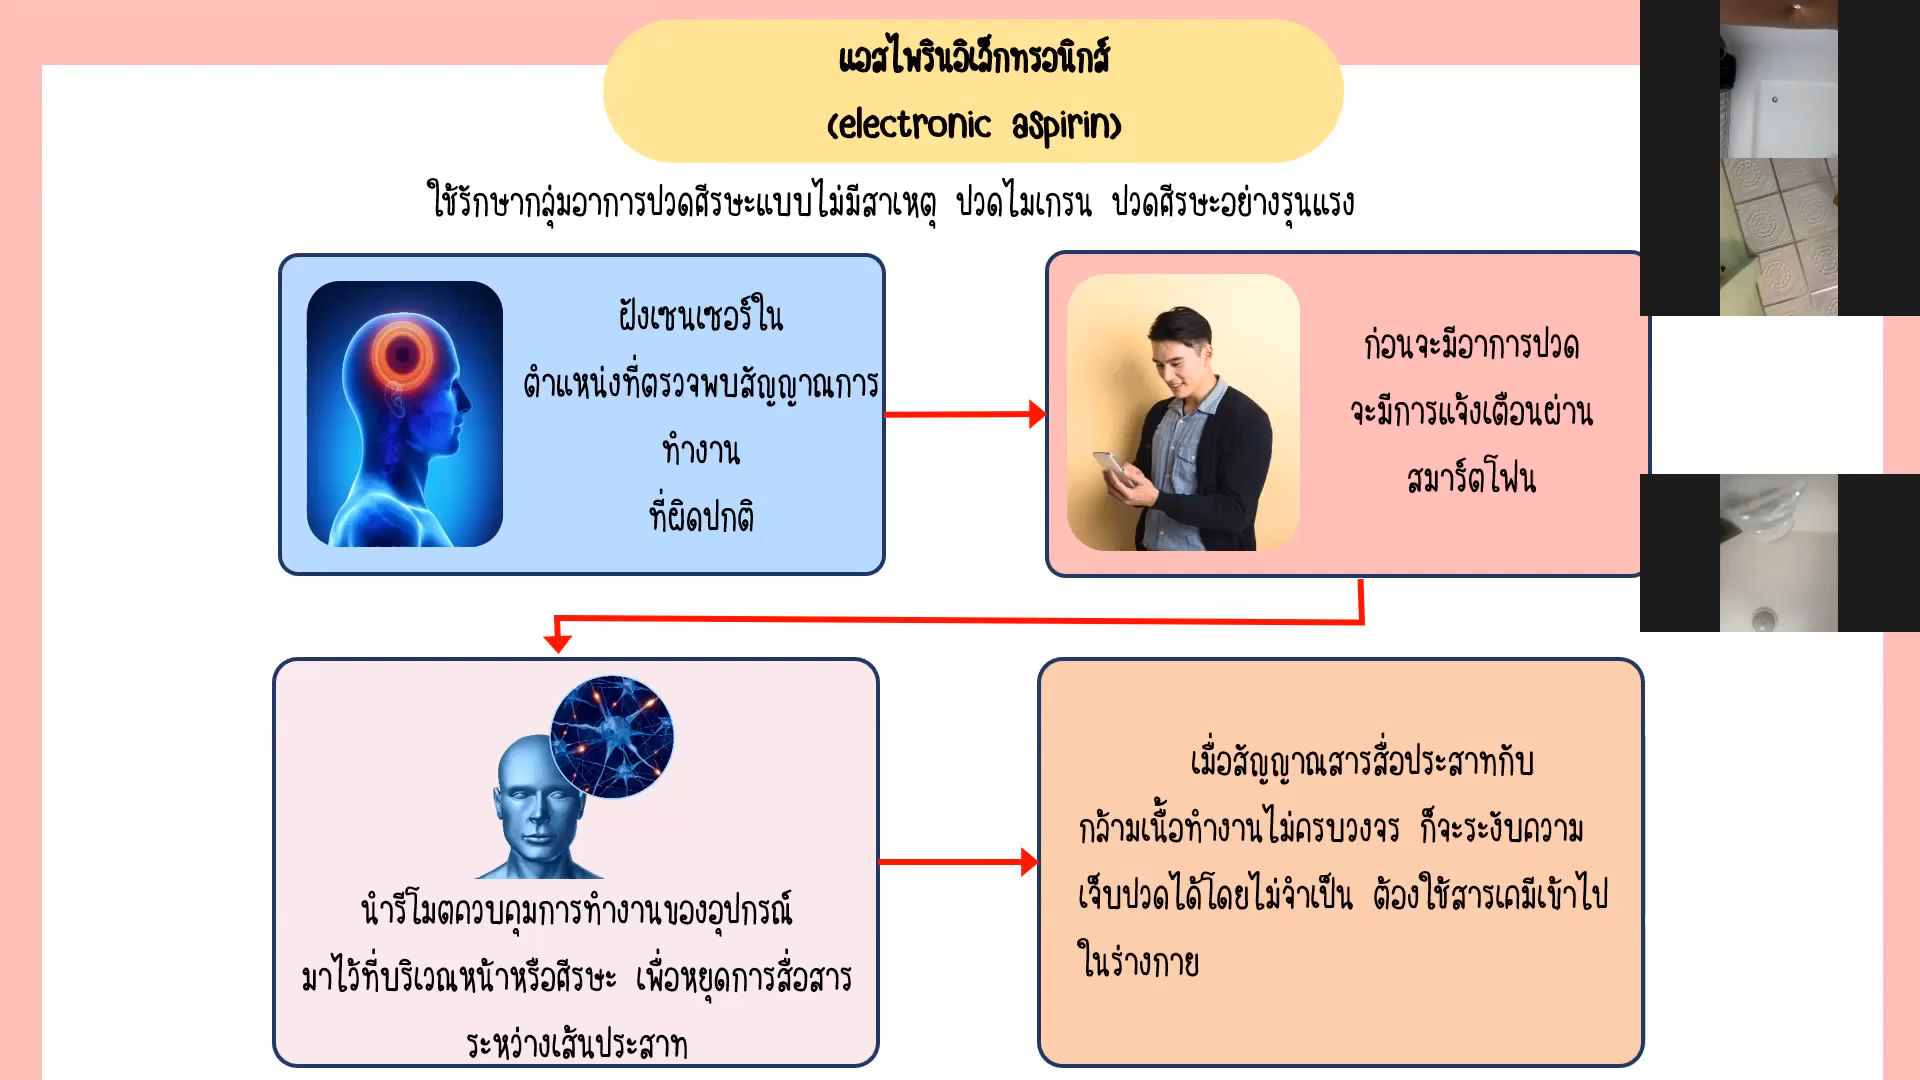 แอสไพรินอิเล็กทรอนิกส์
(electronic aspirin)
ใช้รักษากลุ่มอาการปวดศีรษะแบบไม่มีสาเหตุ ปวดไมเกรน ปวดศีรษะอย่างรุนแรง
ฝังเซนเซอร์ใน
ตำแหน่งที่ตรวจพบสัญญาณการ
ทำงาน
ที่ผิดปกติ
ก่อนจะมีอาการปวด
จะมีการแจ้งเตือนผ่าน
สมาร์ตโฟน
นำรีโมตควบคุมการทำงานของอุปกรณ์
มาไว้ที่บริเวณหน้าหรือศีรษะ เพื่อหยุดการสื่อสาร
ระหว่างเส้นประสาท
เมื่อสัญญาณสารสื่อประสาทกับ
กล้ามเนื้อทำงานไม่ครบวงจร ก็จะระงับความ
เจ็บปวดได้โดยไม่จำเป็น ต้องใช้สารเคมีเข้าไป
ในร่างกาย